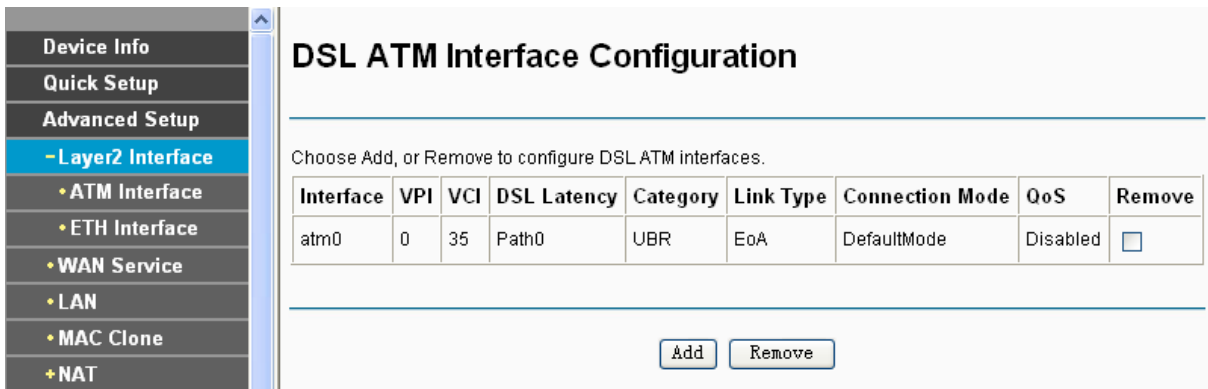 Device Info
Quick Setup
Advanced Setup
-Layer2 Interface
•ATM Interface
•ETH Interface
•WAN Service
•LAN
•MAC Clone
+NAT
DSL ATM Interface Configuration
Choose Add, or Remove to configure DSL ATM interfaces.
Interface VPI VCI DSL Latency Category Link Type Connection Mode QoS Remove
atm0 0 35 Path0 UBR EoA DefaultMode Disabled
Add Remove